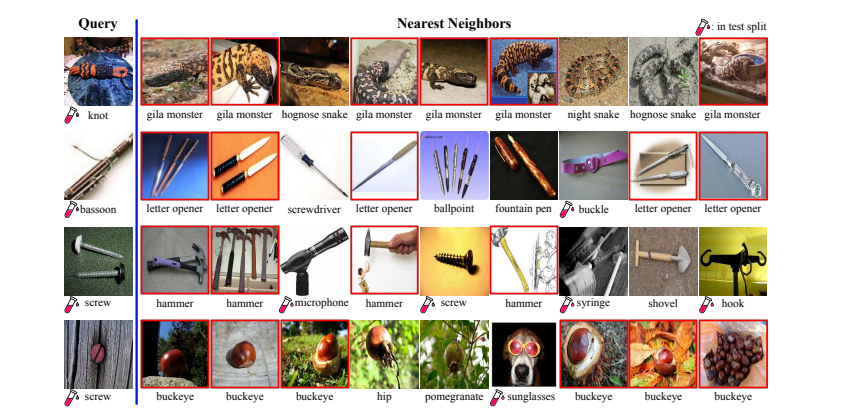 Query Nearest Neighbors : in test split
knot gila monster gila monster hognose snake gila monster gila monster gila monster night snake hognose snake gila monster
bassoon letter opener letter opener screwdriver letter opener ballpoint fountain pen buckle letter opener letter opener
screw hammer hammer microphone hammer screw hammer syringe shovel hook
screw buckeye buckeye buckeye hip pomegranate sunglasses buckeye buckeye buckeye